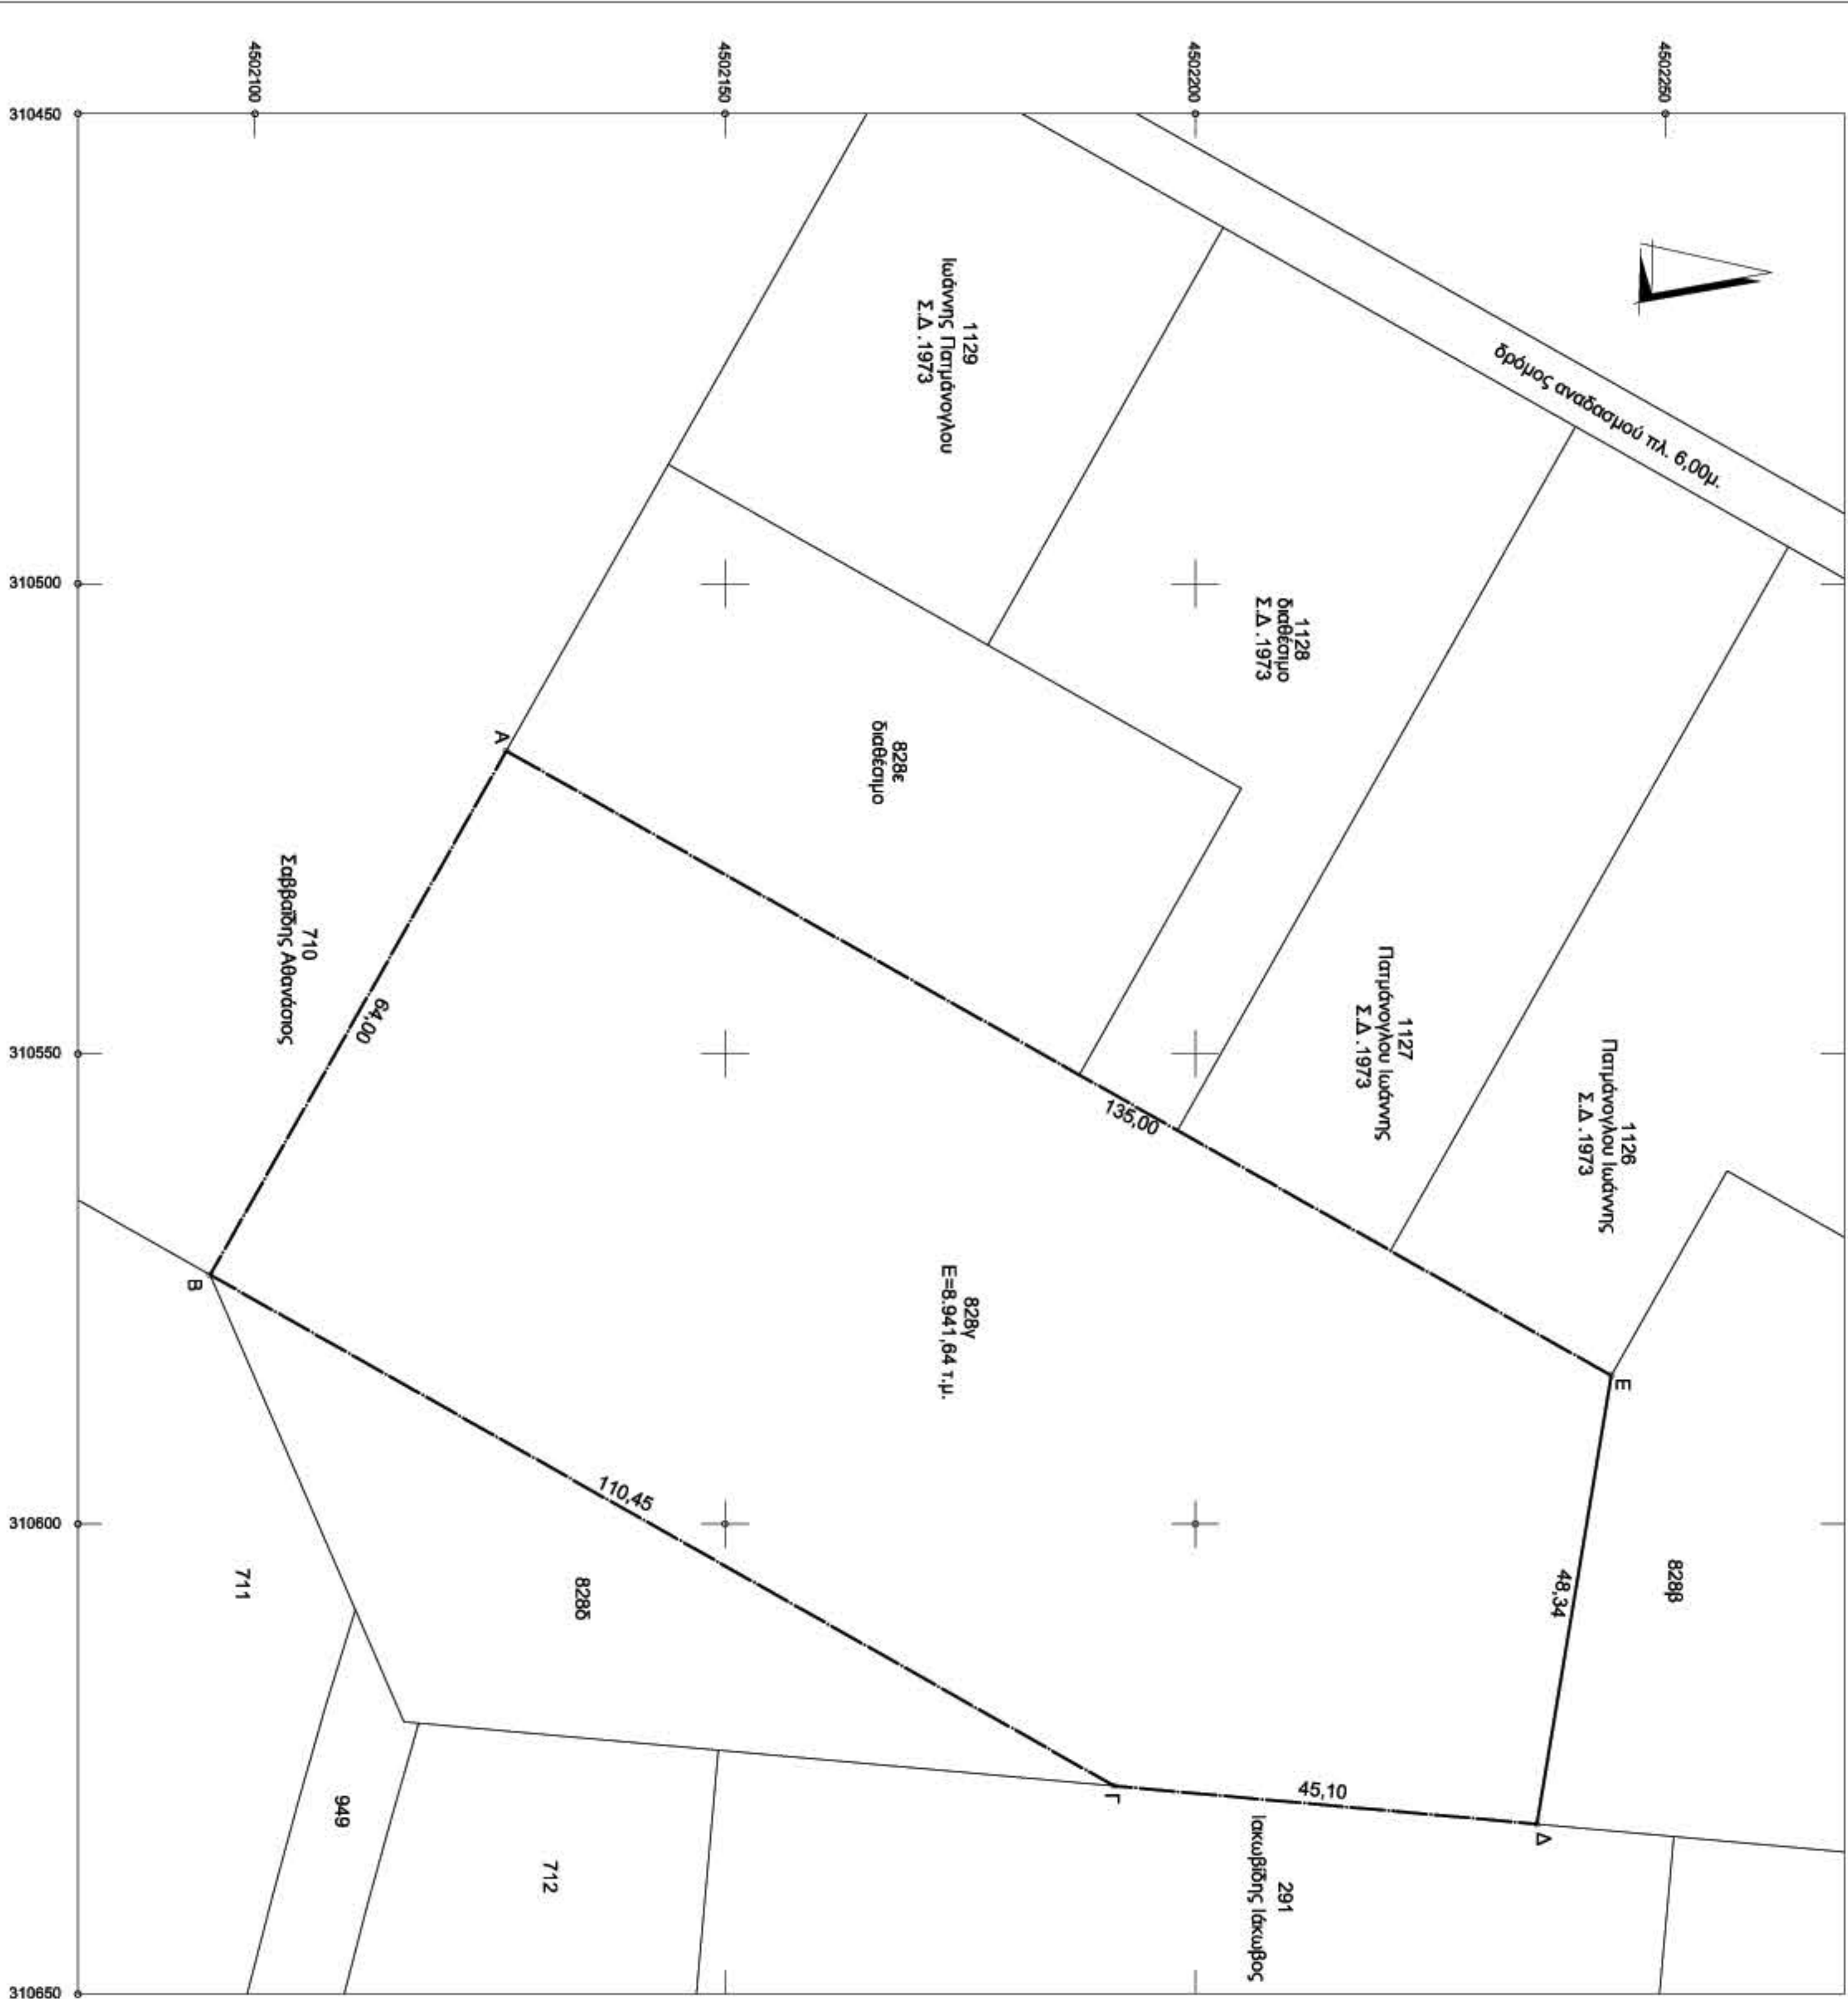 4502100
4502150
4502200
4502250
310450
310500
310550
310600
310650
δρόμος αναδασμού πλ. 6,00μ.
1129
Ιωάννης Πατμάνογλου
Σ.Δ .1973
1128
διαθέσιμο
Σ.Δ .1973
1127
Πατμάνογλου Ιωάννης
Σ.Δ .1973
1126
Πατμάνογλου Ιωάννης
Σ.Δ .1973
828ε
διαθέσιμο
Α
710
Σαββαΐδης Αθανάσιος
64,00
135,00
Β
828γ
Ε=8.941,64 τ.μ.
Ε
110,45
48,34
828β
711
828δ
45,10
Γ
Δ
949
712
291
Ιακωβίδης Ιάκωβος